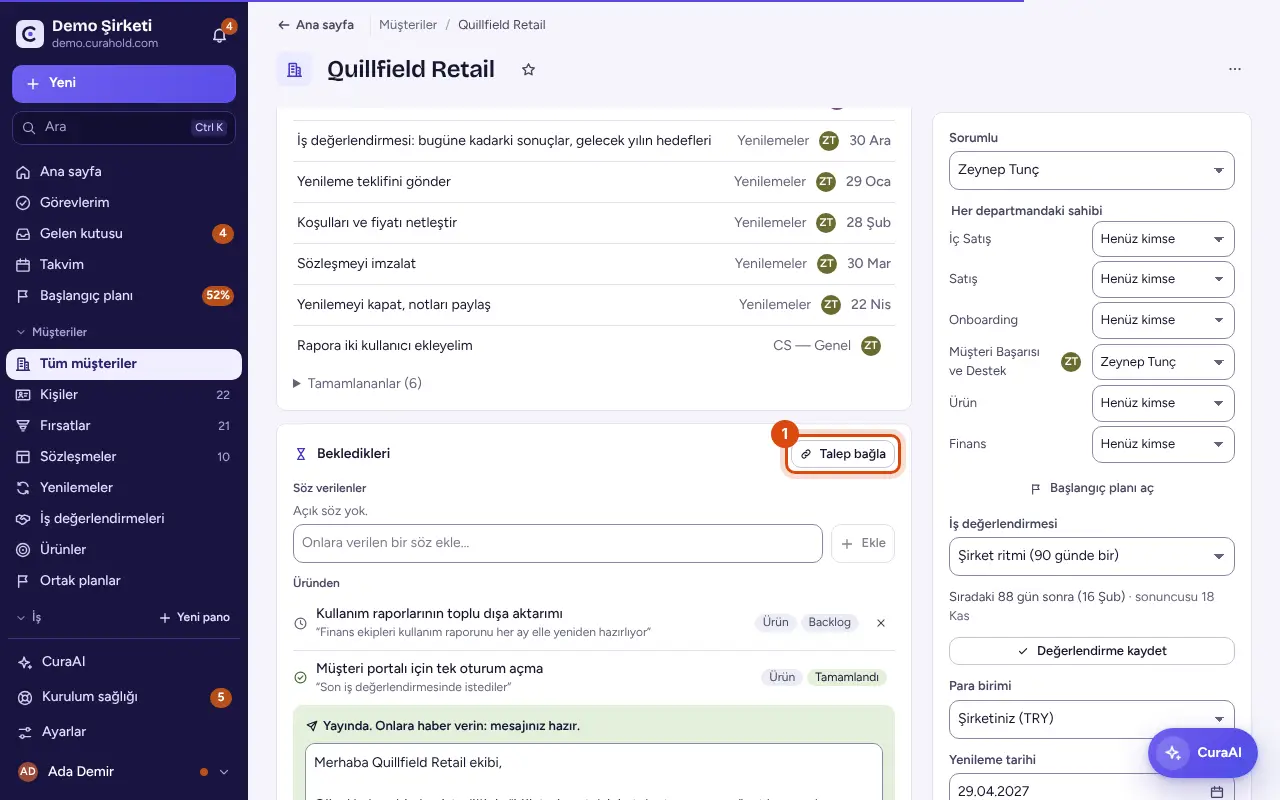 Demo Şirketi
demo.curahold.com
4
Yeni
Ara
Ctrl K
Ana sayfa
Görevlerim
Gelen kutusu
4
Takvim
Başlangıç planı
52%
Müşteriler
Tüm müşteriler
Kişiler
22
Fırsatlar
21
Sözleşmeler
10
Yenilemeler
İş değerlendirmeleri
Ürünler
Ortak planlar
İş
Yeni pano
CuraAI
Kurulum sağlığı
5
Ayarlar
AD
Ada Demir
Ana sayfa
Müşteriler / Quillfield Retail
Quillfield Retail
İş değerlendirmesi: bugüne kadarki sonuçlar, gelecek yılın hedefleri Yenilemeler ZT 30 Ara
Yenileme teklifini gönder Yenilemeler ZT 29 Oca
Koşulları ve fiyatı netleştir Yenilemeler ZT 28 Şub
Sözleşmeyi imzalat Yenilemeler ZT 30 Mar
Yenilemeyi kapat, notları paylaş Yenilemeler ZT 22 Nis
Rapora iki kullanıcı ekleyelim CS — Genel ZT
Tamamlananlar (6)
Bekledikleri
1
Talep bağla
Söz verilenler
Açık söz yok.
Onlara verilen bir söz ekle...
Ekle
Üründen
Kullanım raporlarının toplu dışa aktarımı
"Finans ekipleri kullanım raporunu her ay elle yeniden hazırlıyor"
Ürün Backlog
Müşteri portalı için tek oturum açma
"Son iş değerlendirmesinde istediler"
Ürün Tamamlandı
Yayında. Onlara haber verin: mesajınız hazır.
Merhaba Quillfield Retail ekibi,
Sorumlu
Zeynep Tunç
Her departmandaki sahibi
İç Satış Henüz kimse
Satış Henüz kimse
Onboarding Henüz kimse
Müşteri Başarısı
ve Destek
ZT Zeynep Tunç
Ürün Henüz kimse
Finans Henüz kimse
Başlangıç planı aç
İş değerlendirmesi
Şirket ritmi (90 günde bir)
Sıradaki 88 gün sonra (16 Şub) · sonuncusu 18
Kas
Değerlendirme kaydet
Para birimi
Şirketiniz (TRY)
Yenileme tarihi
29.04.2027
CuraAI